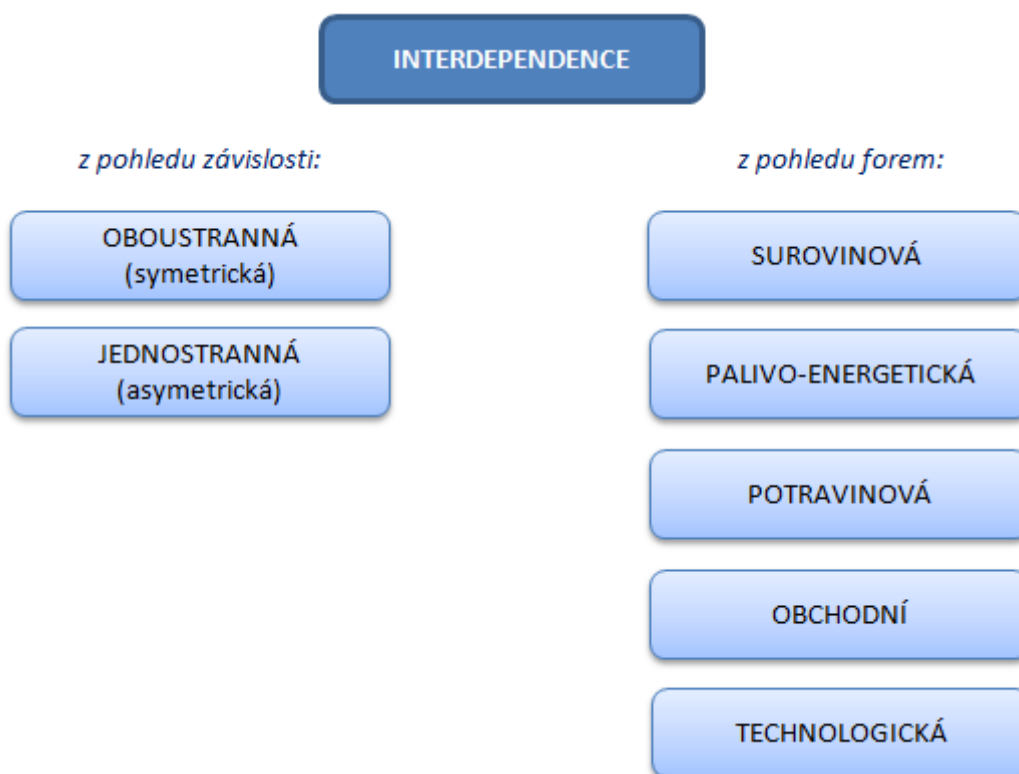 INTERDEPENDENCE
z pohledu závislosti:
OBOUSTRANNÁ
(symetrická)
JEDNOSTRANNÁ
(asymetrická)
z pohledu forem:
SUROVINOVÁ
PALIVO-ENERGETICKÁ
POTRAVINOVÁ
OBCHODNÍ
TECHNOLOGICKÁ